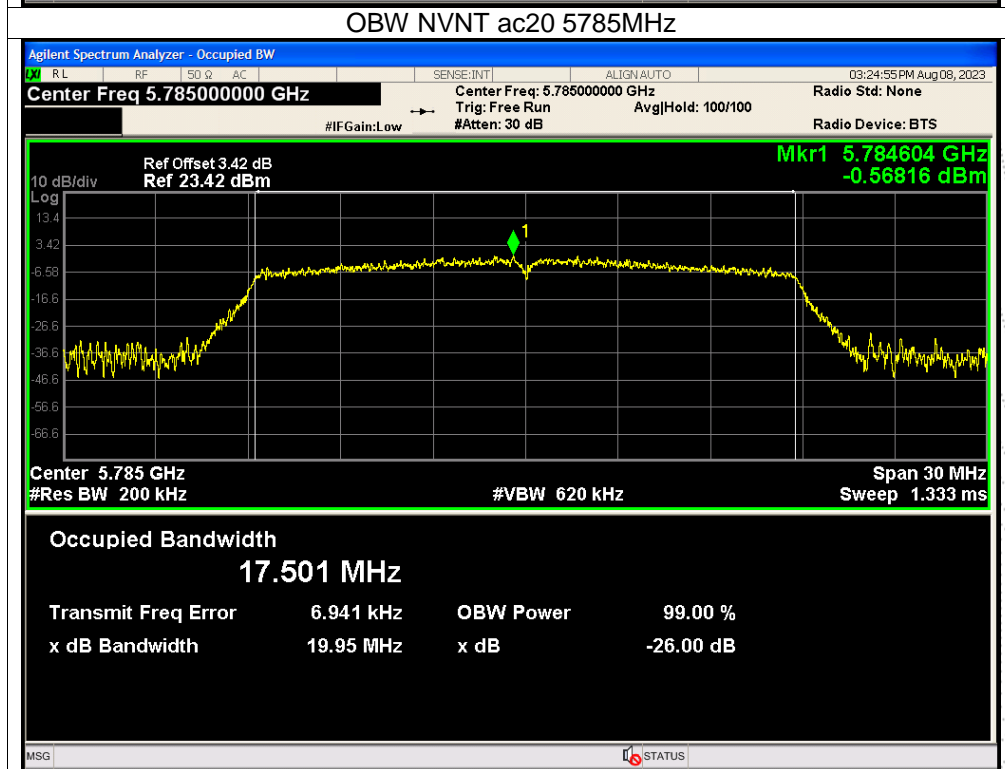 OBW NVNT ac20 5785MHz
Agilent Spectrum Analyzer - Occupied BW
LXI RL RF 50 Ω AC SENSE:INT ALIGN AUTO 03:24:55 PM Aug 08, 2023
Center Freq 5.785000000 GHz Center Freq: 5.785000000 GHz Radio Std: None
Trig: Free Run Avg|Hold: 100/100
#IFGain:Low #Atten: 30 dB Radio Device: BTS
Ref Offset 3.42 dB Mkr1 5.784604 GHz
10 dB/div Ref 23.42 dBm -0.56816 dBm
Log
13.4
3.42
1
-6.58
-16.6
-26.6
-36.6
-46.6
-56.6
-66.6
Center 5.785 GHz Span 30 MHz
#Res BW 200 kHz #VBW 620 kHz Sweep 1.333 ms
Occupied Bandwidth
17.501 MHz
Transmit Freq Error 6.941 kHz OBW Power 99.00 %
x dB Bandwidth 19.95 MHz x dB -26.00 dB
MSG STATUS